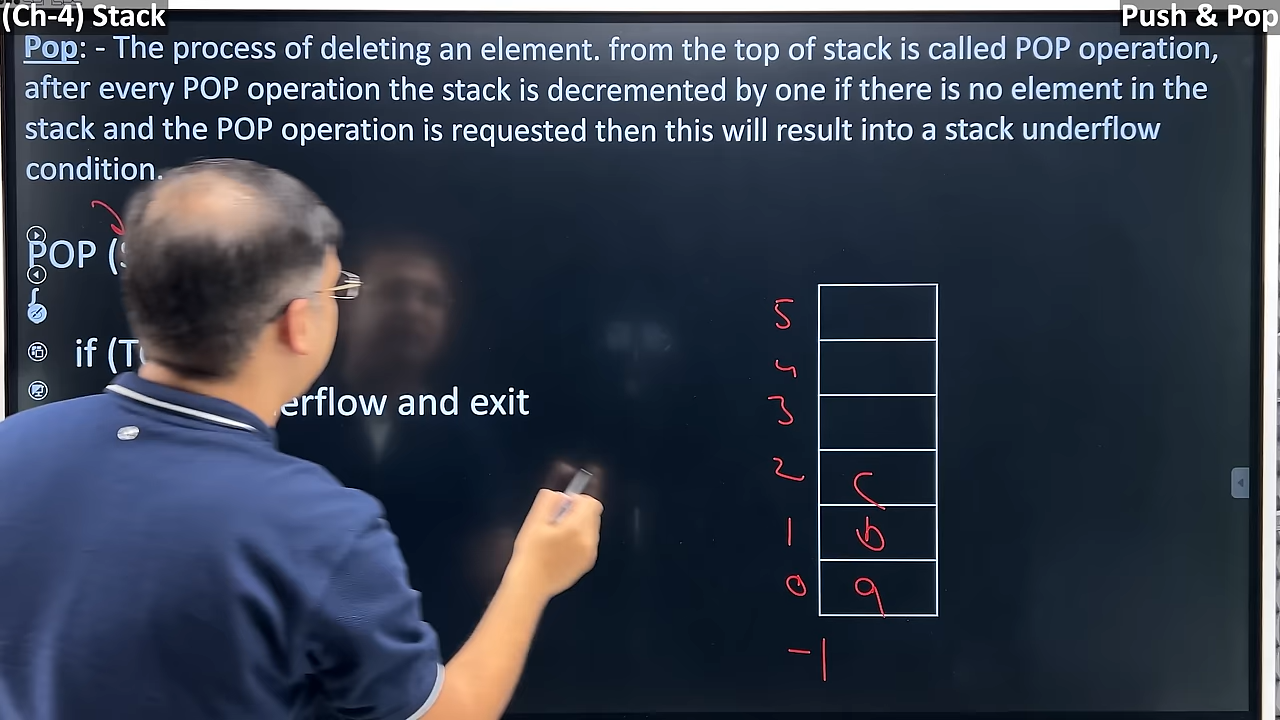 (Ch-4) Stack
Push & Pop
Pop: - The process of deleting an element. from the top of stack is called POP operation,
after every POP operation the stack is decremented by one if there is no element in the
stack and the POP operation is requested then this will result into a stack underflow
condition.
POP (
{
if (T
erflow and exit
5
4
3
2 c
1 b
0 a
-1